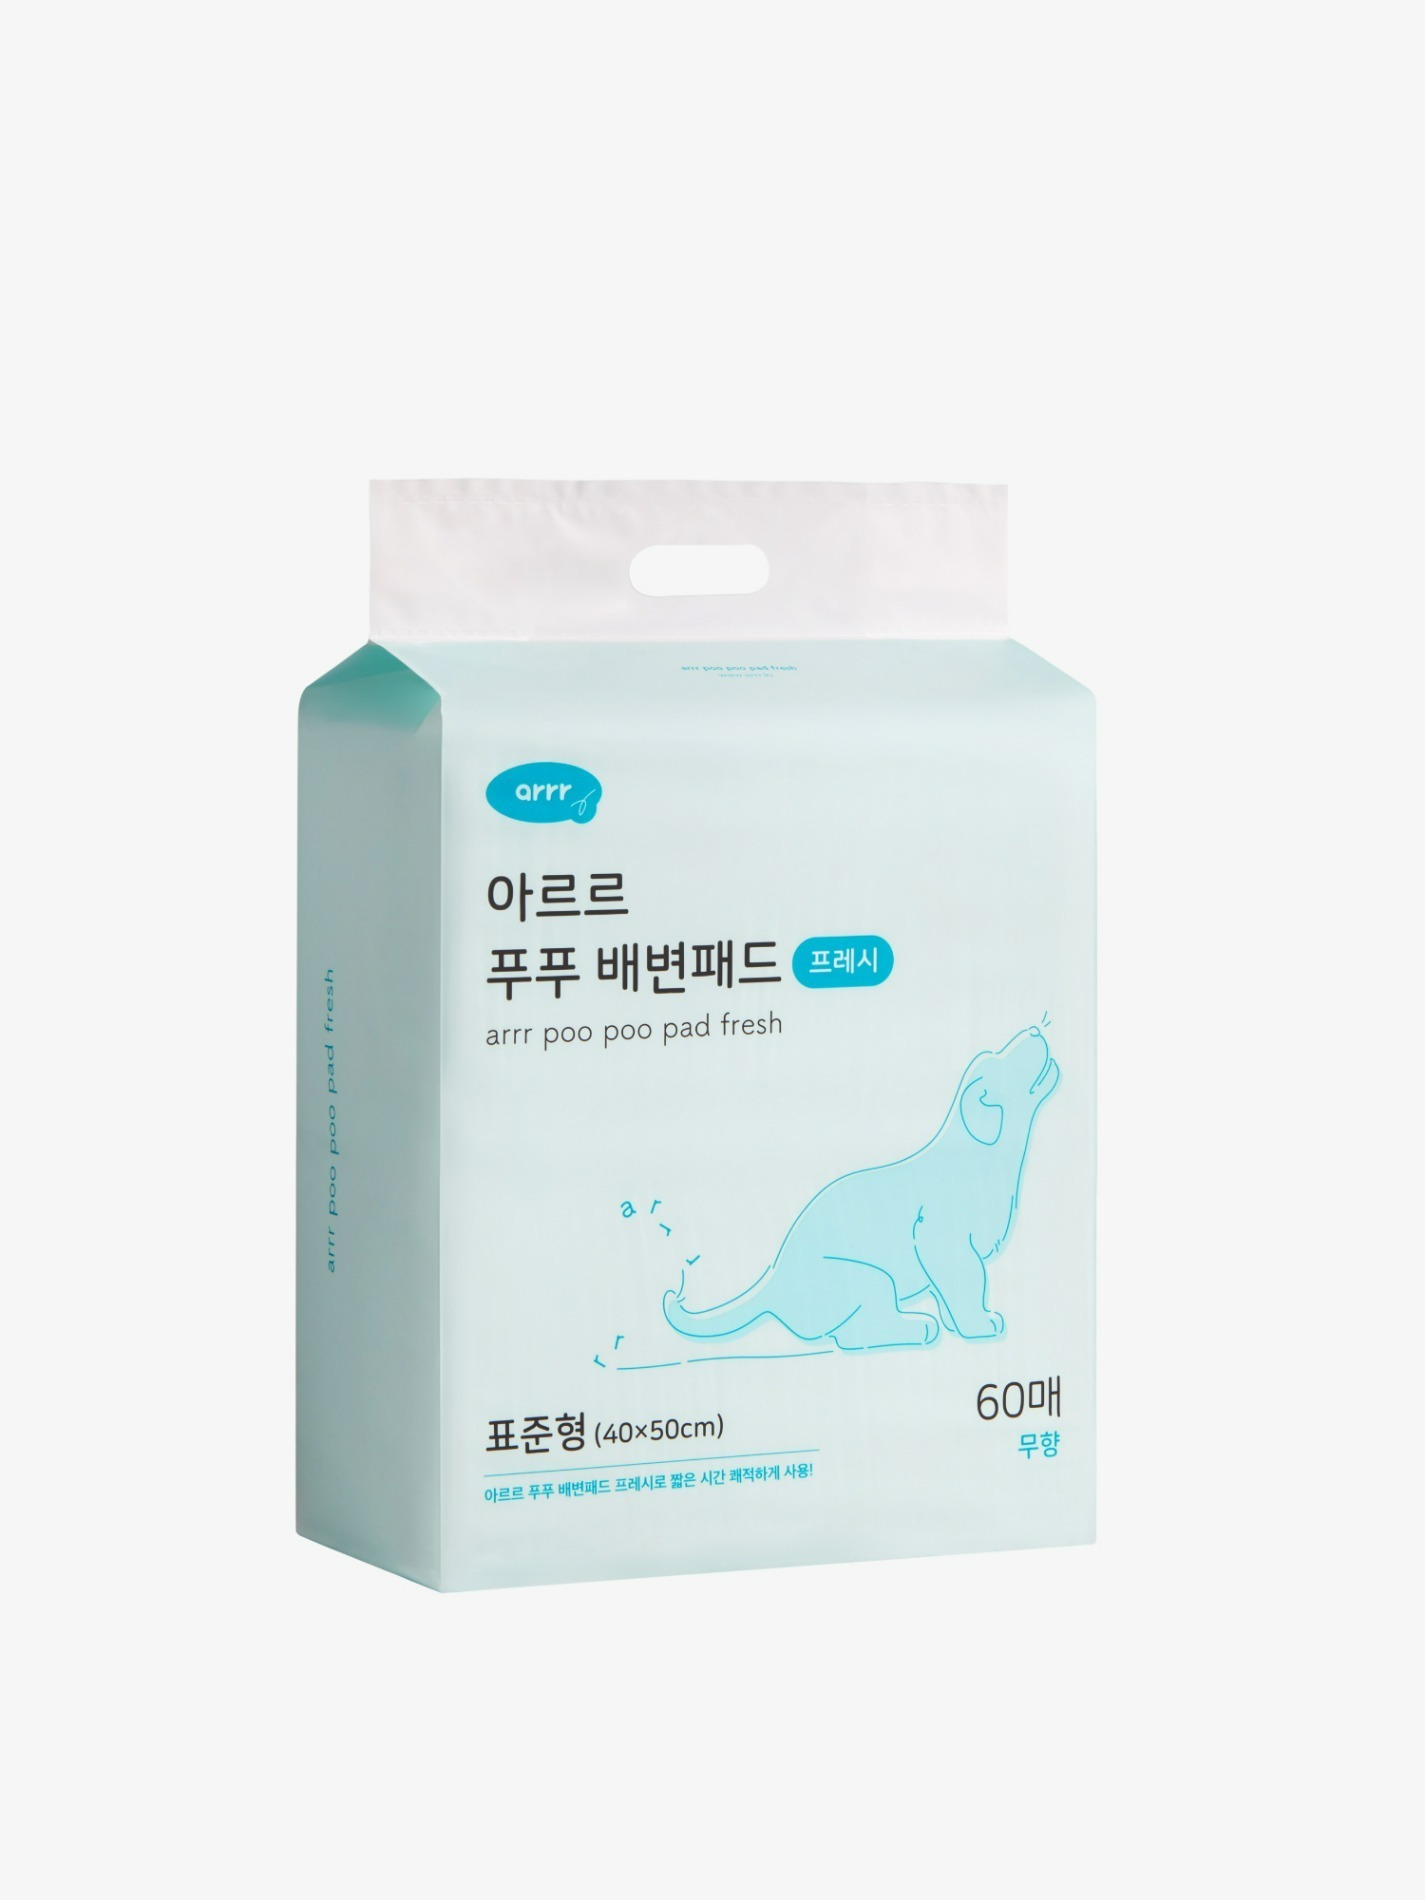 arrr poo poo pad fresh
arrr
아르르
푸푸 배변패드 프레시
arrr poo poo pad fresh
arrr poo poo pad fresh
a r r r
r r
60매
무향
표준형 (40×50cm)
아르르 푸푸 배변패드 프레시로 짧은 시간 쾌적하게 사용!